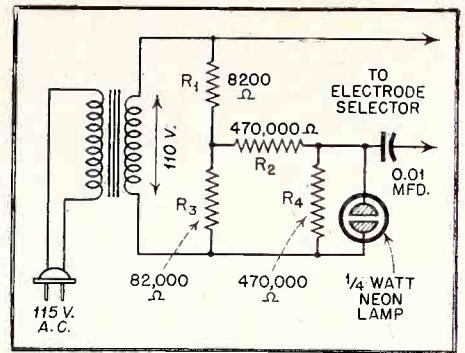 R1
8200
Ω
TO
ELECTRODE
SELECTOR
110 V.
470,000 Ω
R2
0.01
MFD.
R3
R4
82,000
Ω
470,000
Ω
1/4 WATT
NEON
LAMP
115 V.
A.C.